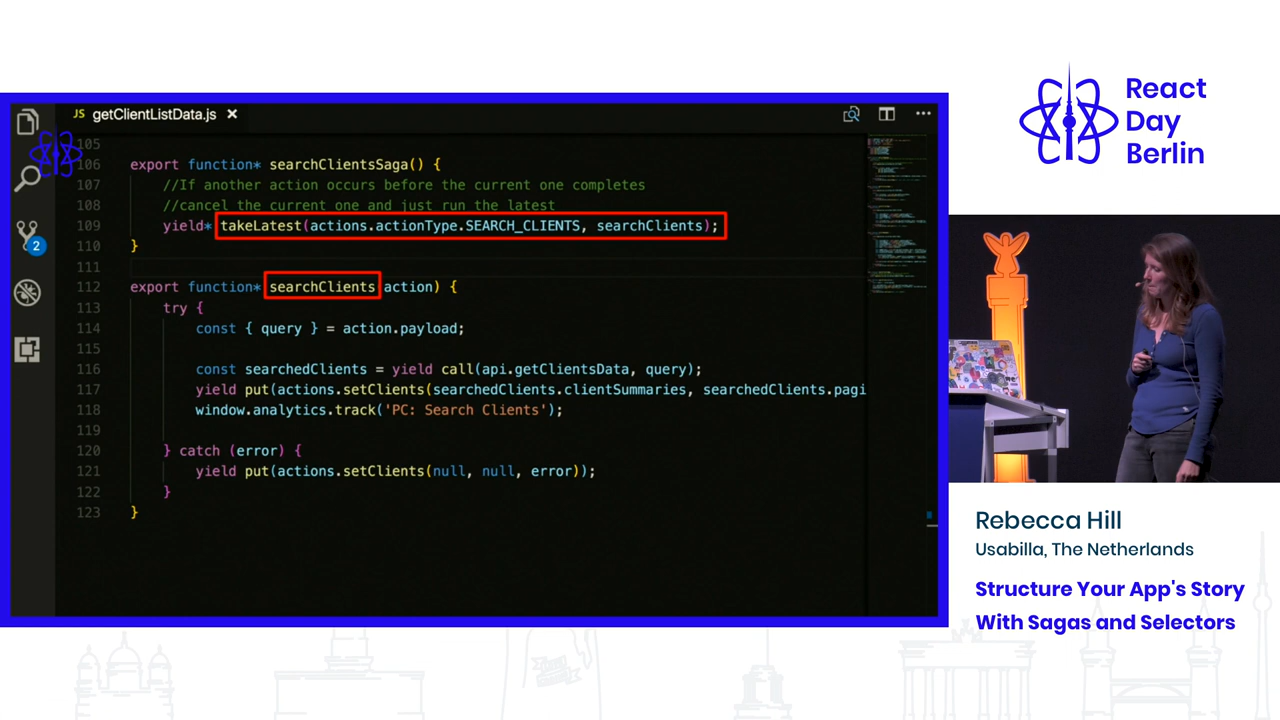 JS getClientListData.js ×
2
105
106 export function* searchClientsSaga() {
107 //If another action occurs before the current one completes
108 //cancel the current one and just run the latest
109 yield* takeLatest(actions.actionType.SEARCH_CLIENTS, searchClients);
110 }
111
112 export function* searchClients action) {
113 try {
114 const { query } = action.payload;
115
116 const searchedClients = yield call(api.getClientsData, query);
117 yield put(actions.setClients(searchedClients.clientSummaries, searchedClients.pagi
118 window.analytics.track('PC: Search Clients');
119
120 } catch (error) {
121 yield put(actions.setClients(null, null, error));
122 }
123 }
React
Day
Berlin
Rebecca Hill
Usabilla, The Netherlands
Structure Your App's Story
With Sagas and Selectors